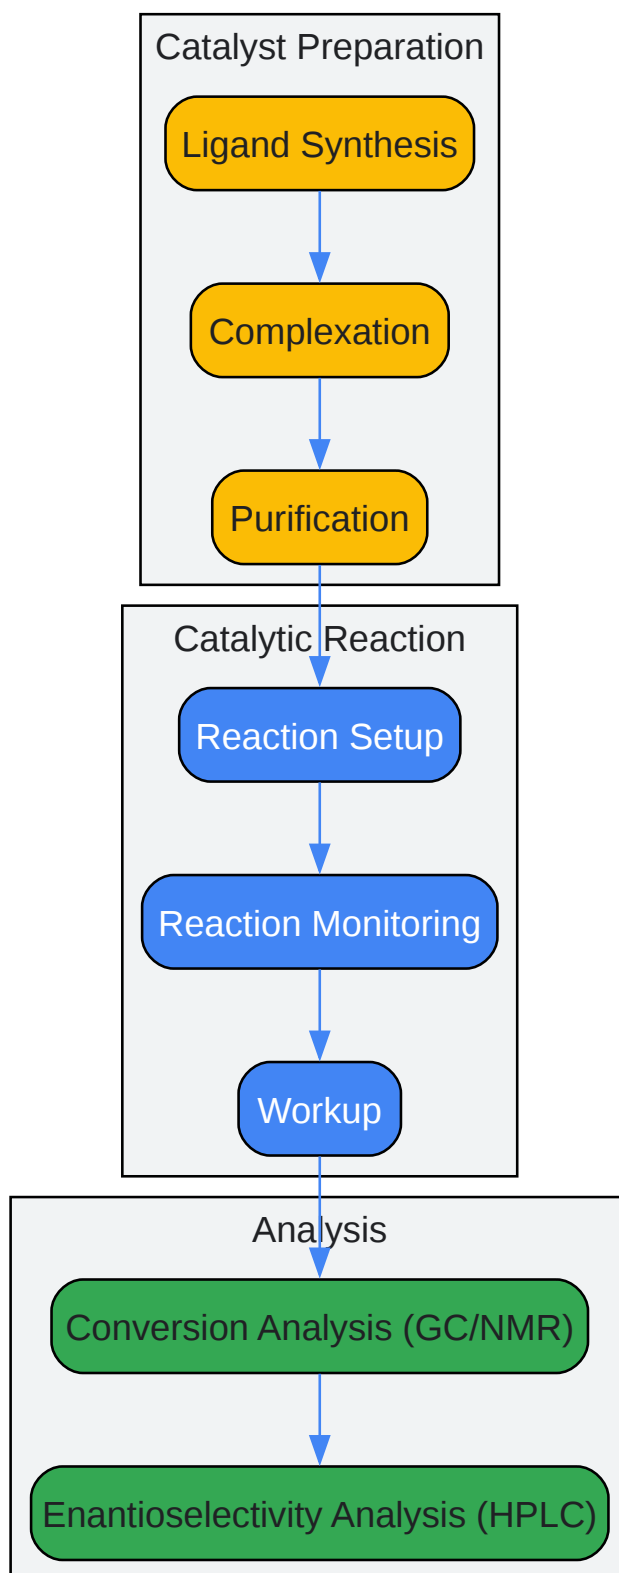 Catalyst Preparation
Ligand Synthesis
Complexation
Purification
Catalytic Reaction
Reaction Setup
Reaction Monitoring
Workup
Analysis
Conversion Analysis (GC/NMR)
Enantioselectivity Analysis (HPLC)